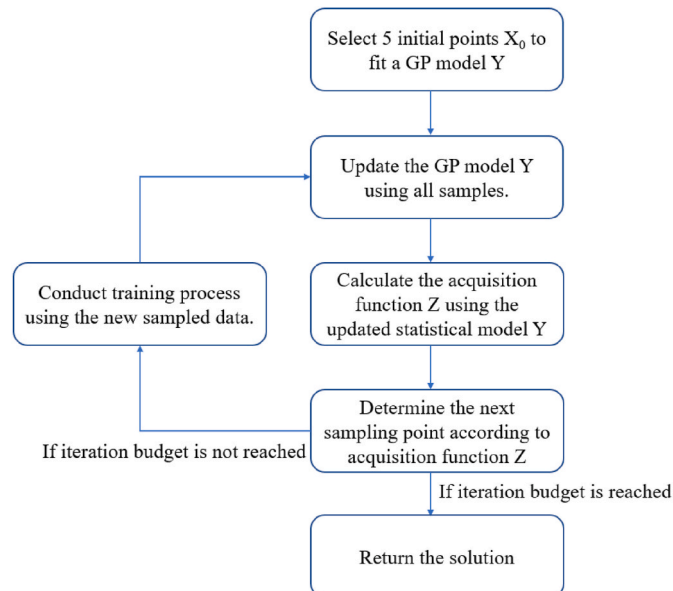 Select 5 initial points X₀ to
fit a GP model Y
Update the GP model Y
using all samples.
Calculate the acquisition
function Z using the
updated statistical model Y
Conduct training process
using the new sampled data.
Determine the next
sampling point according to
acquisition function Z
If iteration budget is not reached
If iteration budget is reached
Return the solution